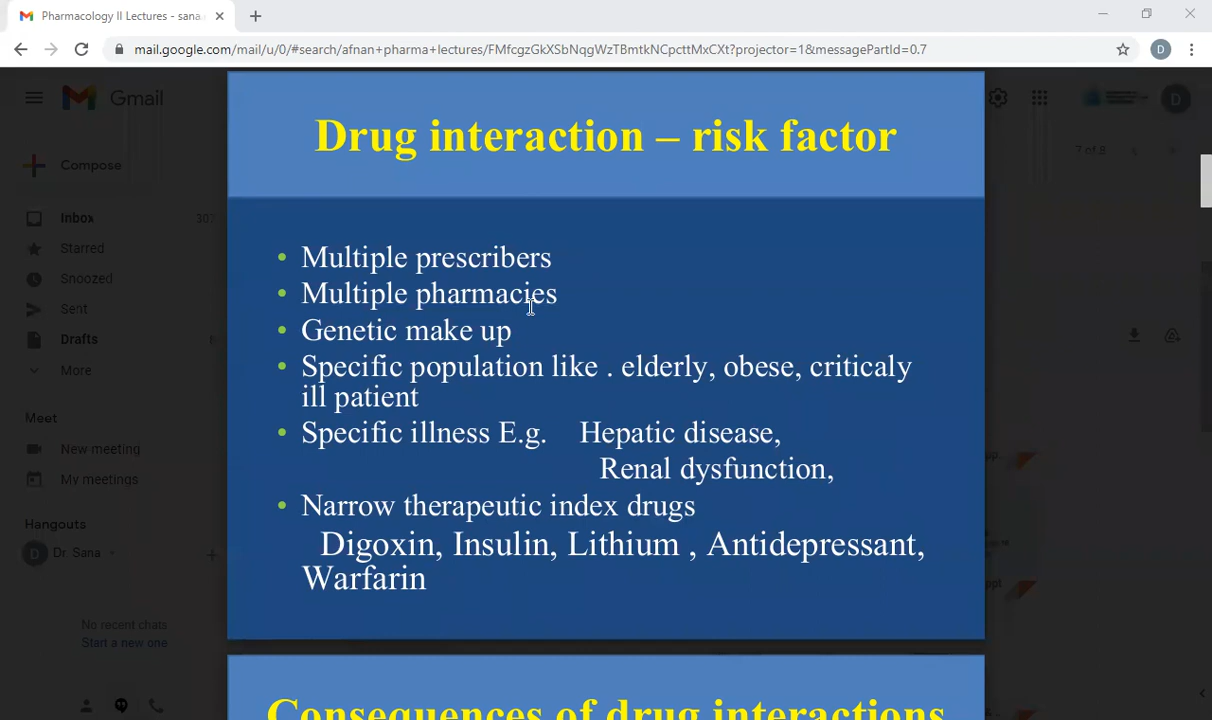 Pharmacology II Lectures - sana
mail.google.com/mail/u/0/#search/afnan+pharma+lectures/FMfcgzGkXSbNqgWzTBmtkNCpcttMxCXt?projector=1&messagePartId=0.7
D
Gmail
D
Compose
7 of 8
Inbox
307
Starred
Snoozed
Sent
Drafts
More
Meet
New meeting
My meetings
Hangouts
D Dr. Sana
No recent chats
Start a new one
Drug interaction – risk factor
• Multiple prescribers
• Multiple pharmacies
• Genetic make up
• Specific population like . elderly, obese, criticaly
ill patient
• Specific illness E.g. Hepatic disease,
Renal dysfunction,
• Narrow therapeutic index drugs
Digoxin, Insulin, Lithium , Antidepressant,
Warfarin
Consequences of drug interactions